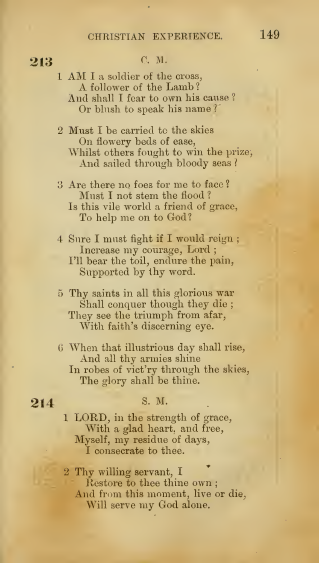 CHRISTIAN EXPERIENCE. 149
213 C. M.
1 AM I a soldier of the cross,
A follower of the Lamb?
And shall I fear to own his cause?
Or blush to speak his name?
2 Must I be carried to the skies
On flowery beds of ease,
Whilst others fought to win the prize,
And sailed through bloody seas?
3 Are there no foes for me to face?
Must I not stem the flood?
Is this vile world a friend of grace,
To help me on to God?
4 Sure I must fight if I would reign;
Increase my courage, Lord;
I'll bear the toil, endure the pain,
Supported by thy word.
5 Thy saints in all this glorious war
Shall conquer though they die;
They see the triumph from afar,
With faith's discerning eye.
6 When that illustrious day shall rise,
And all thy armies shine
In robes of vict'ry through the skies,
The glory shall be thine.
214 S. M.
1 LORD, in the strength of grace,
With a glad heart, and free,
Myself, my residue of days,
I consecrate to thee.
2 Thy willing servant, I
Restore to thee thine own;
And from this moment, live or die,
Will serve my God alone.